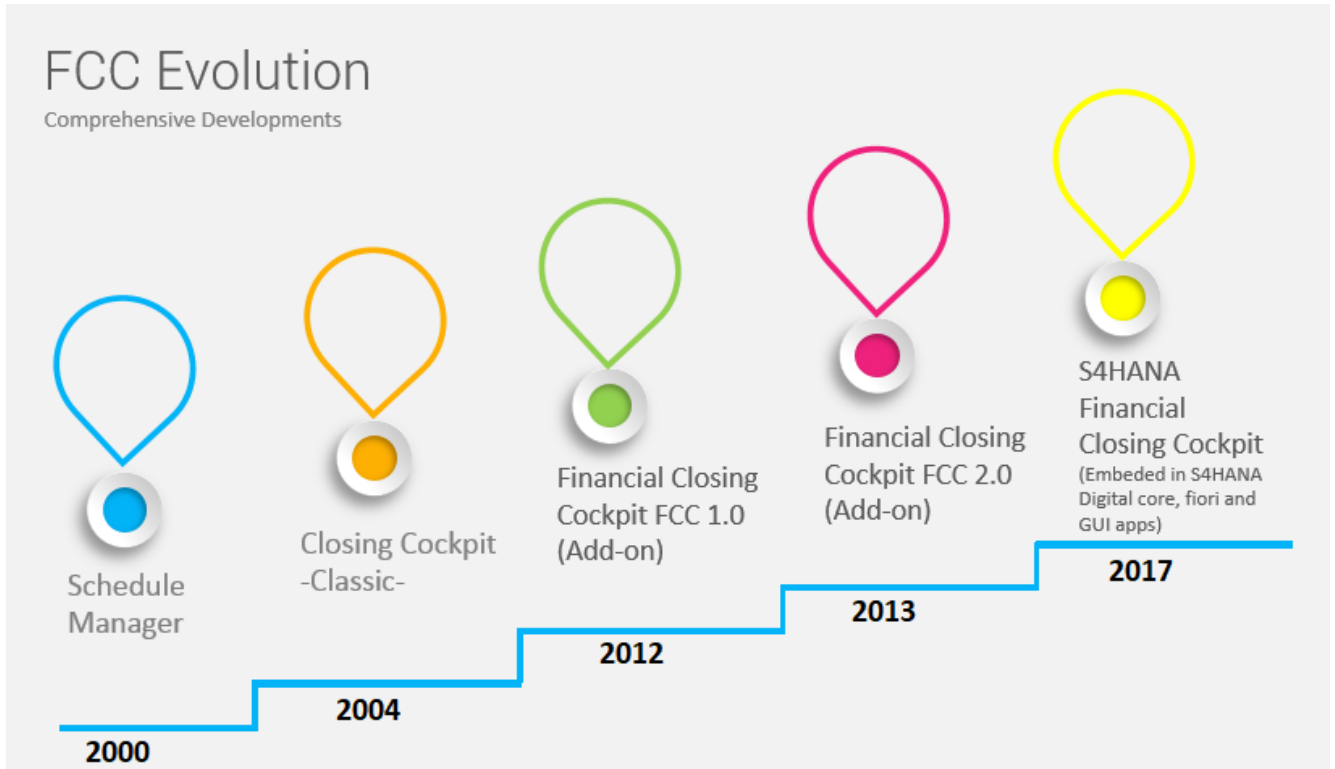 FCC Evolution
Comprehensive Developments
Schedule
Manager
2000
Closing Cockpit
-Classic-
2004
Financial Closing
Cockpit FCC 1.0
(Add-on)
2012
Financial Closing
Cockpit FCC 2.0
(Add-on)
2013
S4HANA
Financial
Closing Cockpit
(Embeded in S4HANA
Digital core, fiori and
GUI apps)
2017